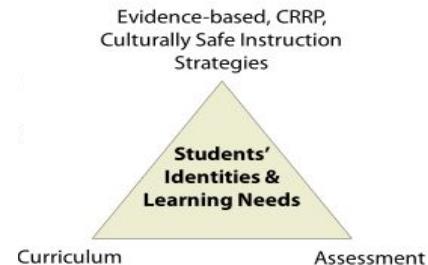 Evidence-based, CRRP,
Culturally Safe Instruction
Strategies
Students'
Identities &
Learning Needs
Curriculum
Assessment